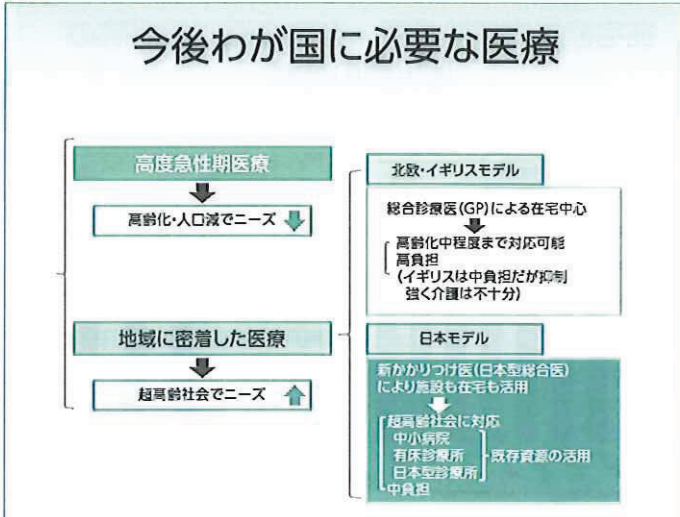 今後わが国に必要な医療
高度急性期医療
高齢化・人口減でニーズ
地域に密着した医療
超高齢社会でニーズ
北欧・イギリスモデル
総合診療医(GP)による在宅中心
高齢化中程度まで対応可能
高負担
(イギリスは中負担だが抑制
強く介護は不十分)
日本モデル
新かかりつけ医(日本型総合医)
により施設も在宅も活用
超高齢社会に対応
中小病院
有床診療所
日本型診療所
既存資源の活用
中負担